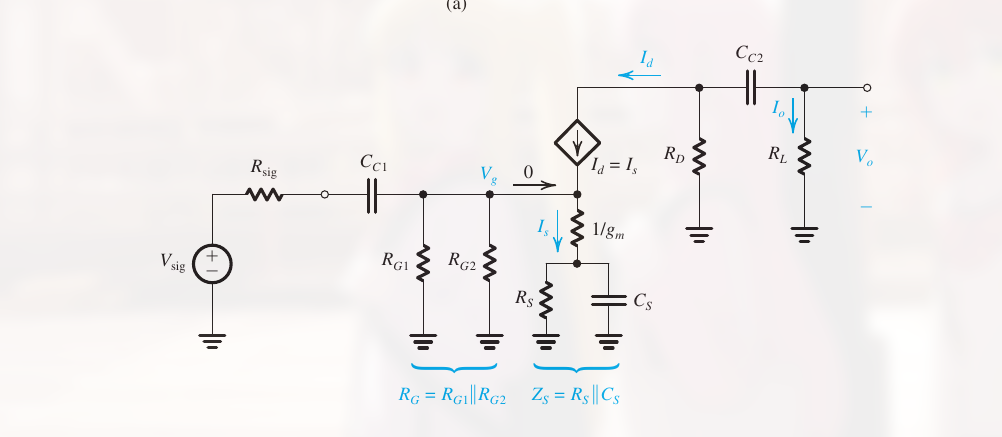 (a)
I_d
C_C2
I_o
+
R_D
R_L
V_o
−
I_d = I_s
R_sig
C_C1
V_g
0
I_s
1/g_m
V_sig
+
−
R_G1
R_G2
R_S
C_S
R_G = R_G1‖R_G2
Z_S = R_S‖C_S